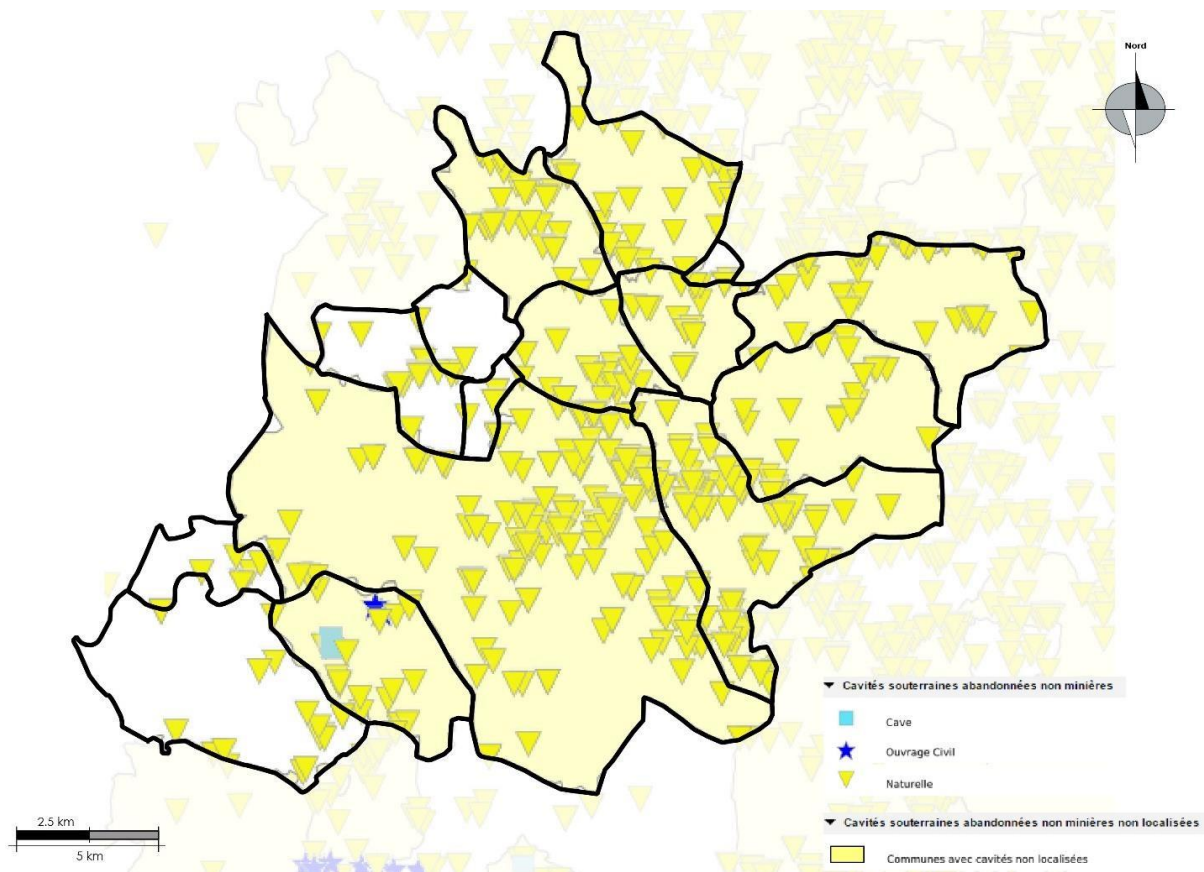 Nord
▼ Cavités souterraines abandonnées non minières
Cave
Ouvrage Civil
Naturelle
▼ Cavités souterraines abandonnées non minières non localisées
Communes avec cavités non localisées
2.5 km
5 km